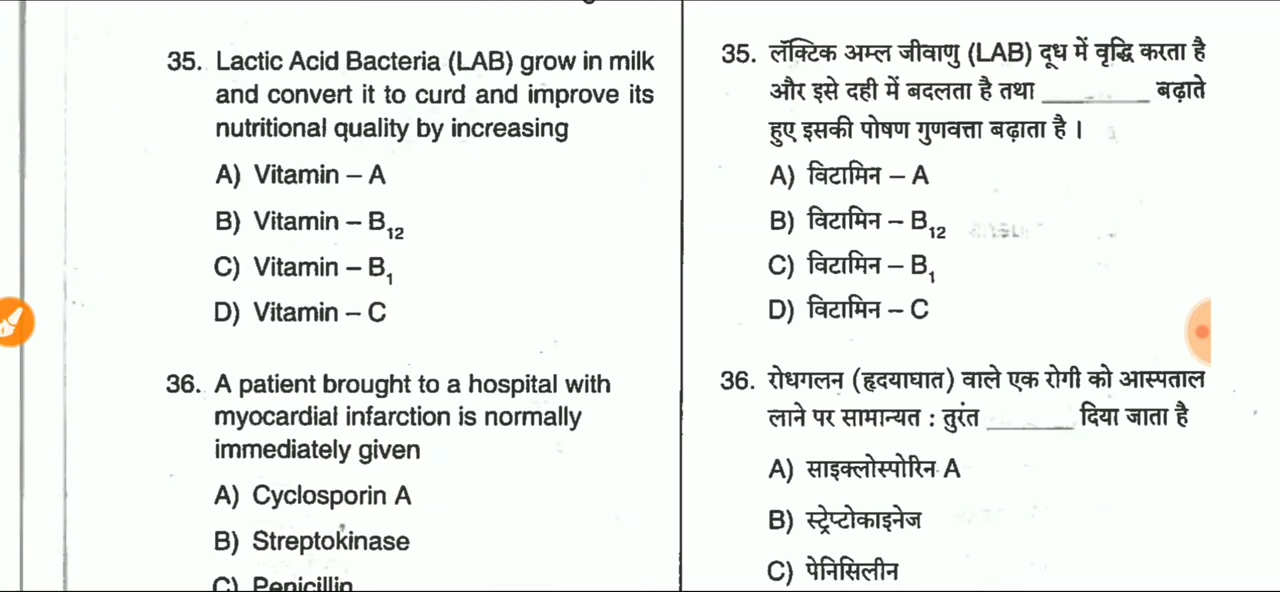 35. Lactic Acid Bacteria (LAB) grow in milk
and convert it to curd and improve its
nutritional quality by increasing
A) Vitamin – A
B) Vitamin – B12
C) Vitamin – B1
D) Vitamin – C
36. A patient brought to a hospital with
myocardial infarction is normally
immediately given
A) Cyclosporin A
B) Streptokinase
C) Penicillin
35. लॅक्टिक अम्ल जीवाणु (LAB) दूध में वृद्धि करता है
और इसे दही में बदलता है तथा _________ बढ़ाते
हुए इसकी पोषण गुणवत्ता बढ़ाता है ।
A) विटामिन – A
B) विटामिन – B12
C) विटामिन – B1
D) विटामिन – C
36. रोधगलन (हृदयाघात) वाले एक रोगी को आस्पताल
लाने पर सामान्यत : तुरंत _______ दिया जाता है
A) साइक्लोस्पोरिन A
B) स्ट्रेप्टोकाइनेज
C) पेनिसिलीन